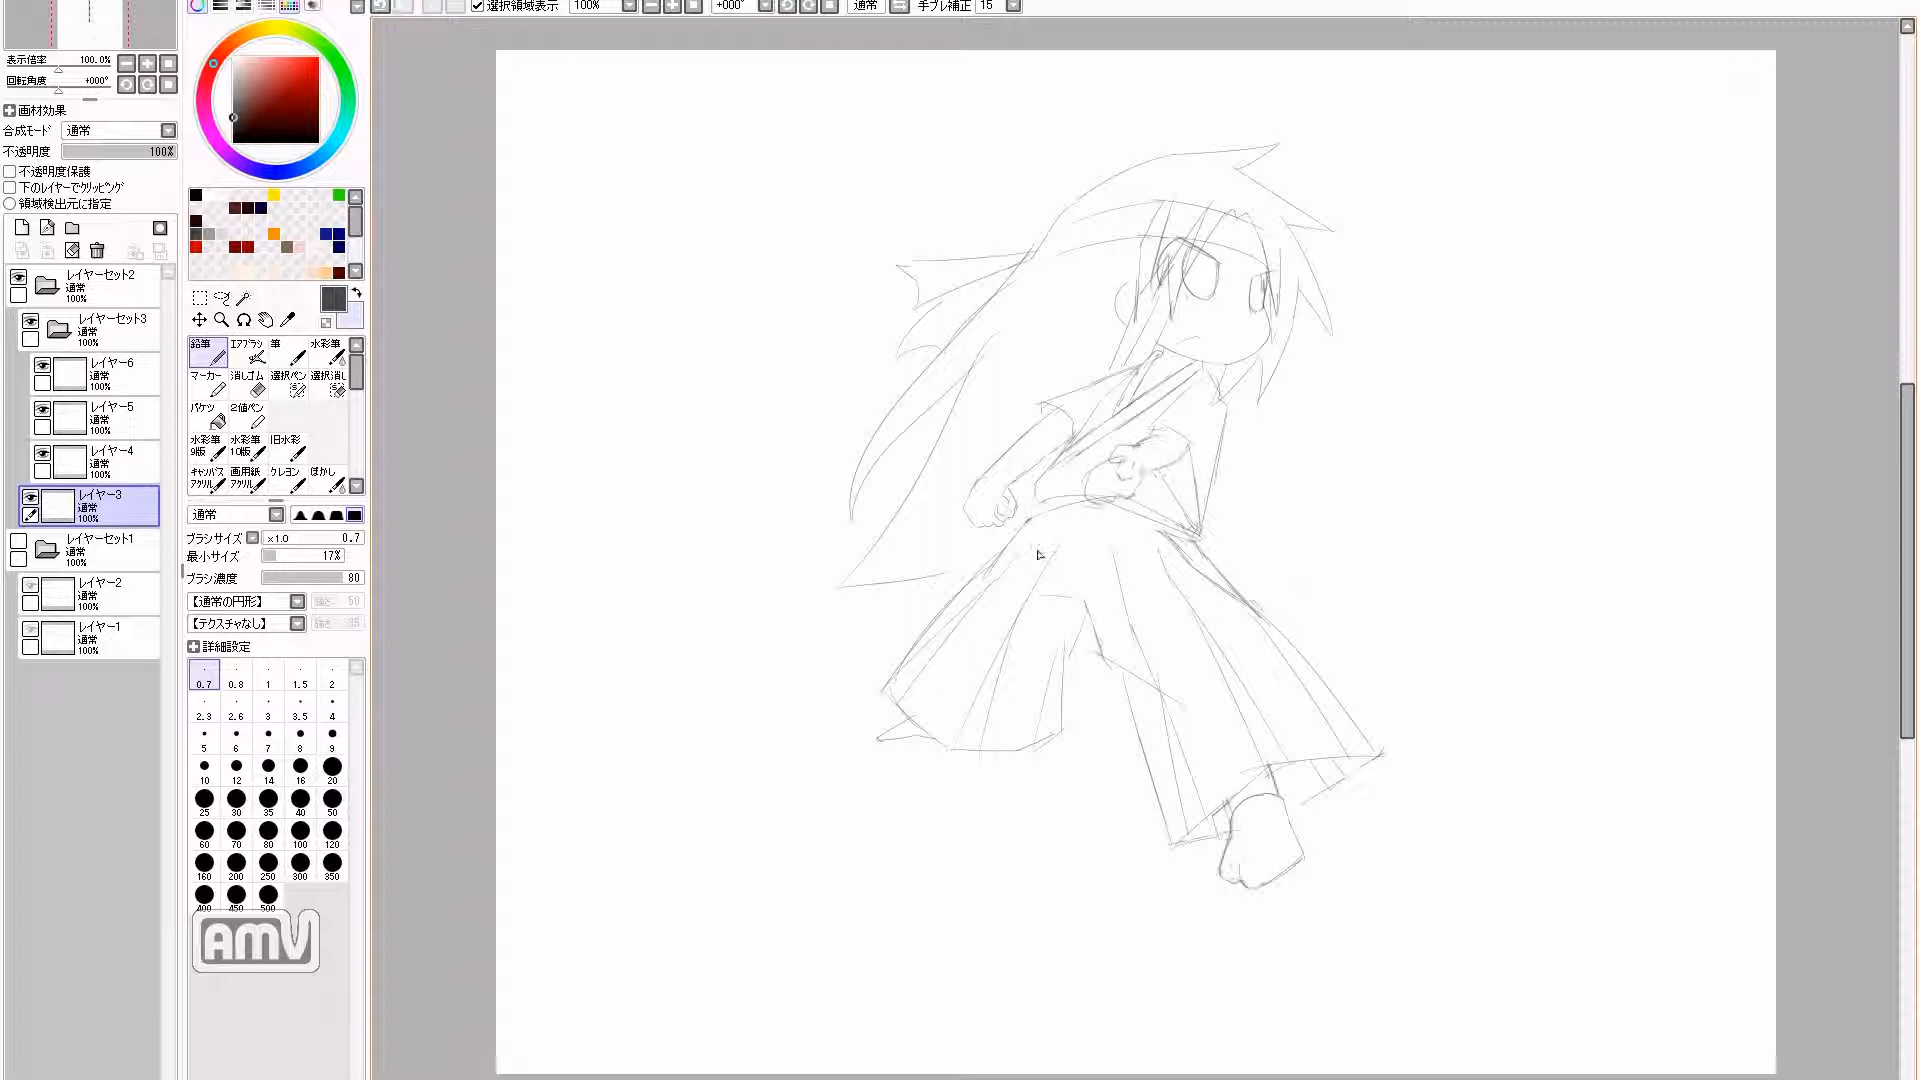 選択領域表示 100% +000° 通常 手ブレ補正 15
表示倍率 100.0%
回転角度 +000°
画材効果
合成モード 通常
不透明度 100%
不透明度保護
下のレイヤーでクリッピング
領域検出元に指定
レイヤーセット2
通常
100%
レイヤーセット3
通常
100%
レイヤー6
通常
100%
レイヤー5
通常
100%
レイヤー4
通常
100%
レイヤー3
通常
100%
レイヤーセット1
通常
100%
レイヤー2
通常
100%
レイヤー1
通常
100%
鉛筆 エアブラシ 筆 水彩筆
マーカー 消しゴム 選択ペン 選択消し
バケツ 2値ペン
水彩筆 水彩筆 旧水彩
9版 10版
キャンバス 画用紙 クレヨン ぼかし
アクリル アクリル
通常
ブラシサイズ x1.0 0.7
最小サイズ 17%
ブラシ濃度 80
【通常の円形】 強さ 50
【テクスチャなし】 強さ 95
詳細設定
0.7 0.8 1 1.5 2
2.3 2.6 3 3.5 4
5 6 7 8 9
10 12 14 16 20
25 30 35 40 50
60 70 80 100 120
160 200 250 300 350
400 450 500
AMV